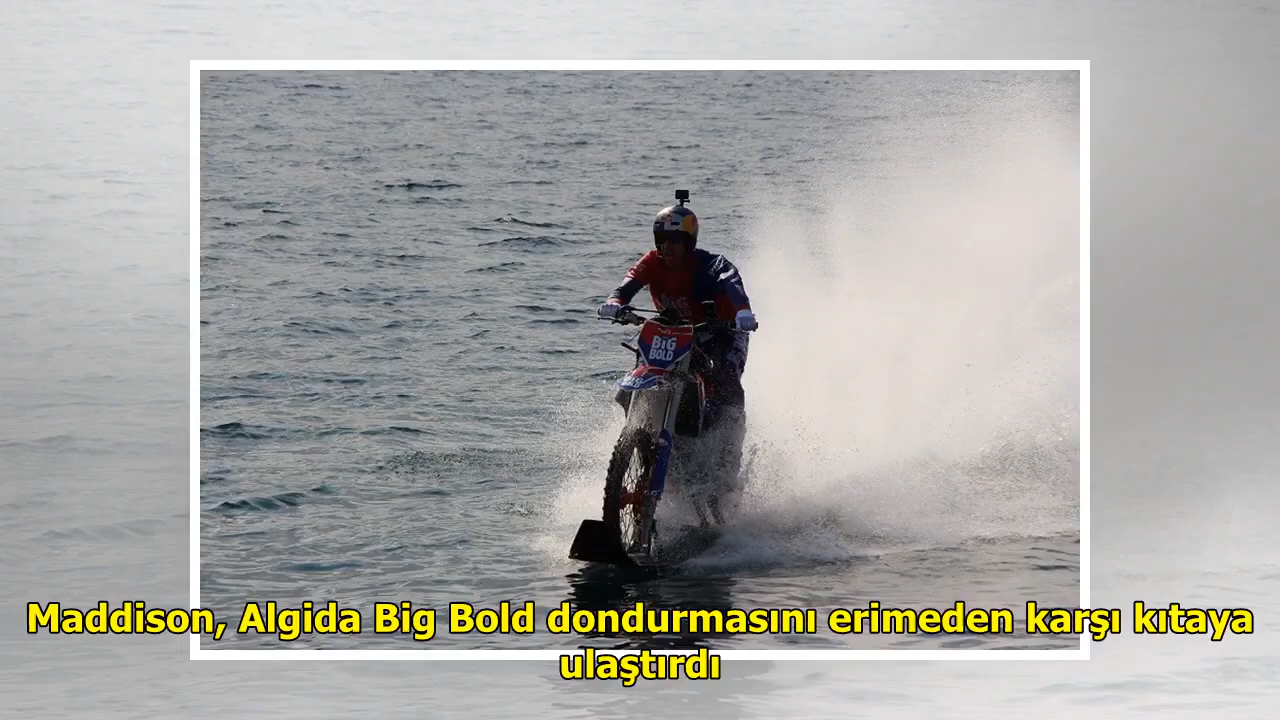 BIG
BOLD
Maddison, Algida Big Bold dondurmasını erimeden karşı kıtaya
ulaştırdı